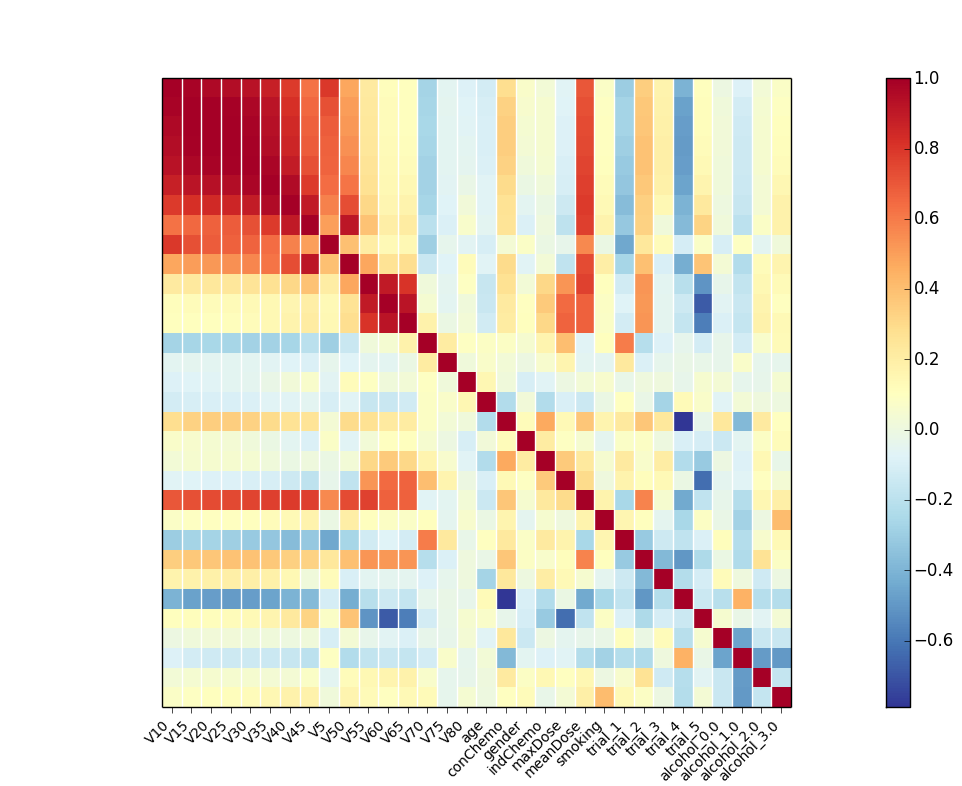 1.0
0.8
0.6
0.4
0.2
0.0
−0.2
−0.4
−0.6
V10
V15
V20
V25
V30
V35
V40
V45
V5
V50
V55
V60
V65
V70
V75
V80
age
conChemo
gender
indChemo
maxDose
meanDose
smoking
trial_1
trial_2
trial_3
trial_4
trial_5
alcohol_0.0
alcohol_1.0
alcohol_2.0
alcohol_3.0